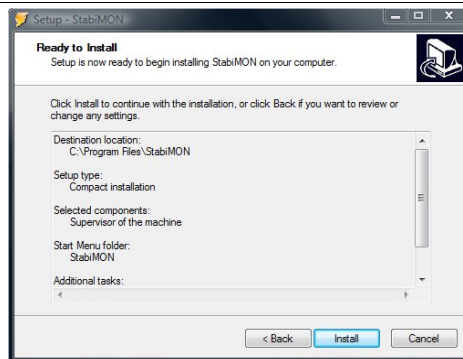 Setup - StabiMON
Ready to Install
Setup is now ready to begin installing StabiMON on your computer.
Click Install to continue with the installation, or click Back if you want to review or
change any settings.
Destination location:
C:\Program Files\StabiMON
Setup type:
Compact installation
Selected components:
Supervisor of the machine
Start Menu folder:
StabiMON
Additional tasks:
< Back Install Cancel